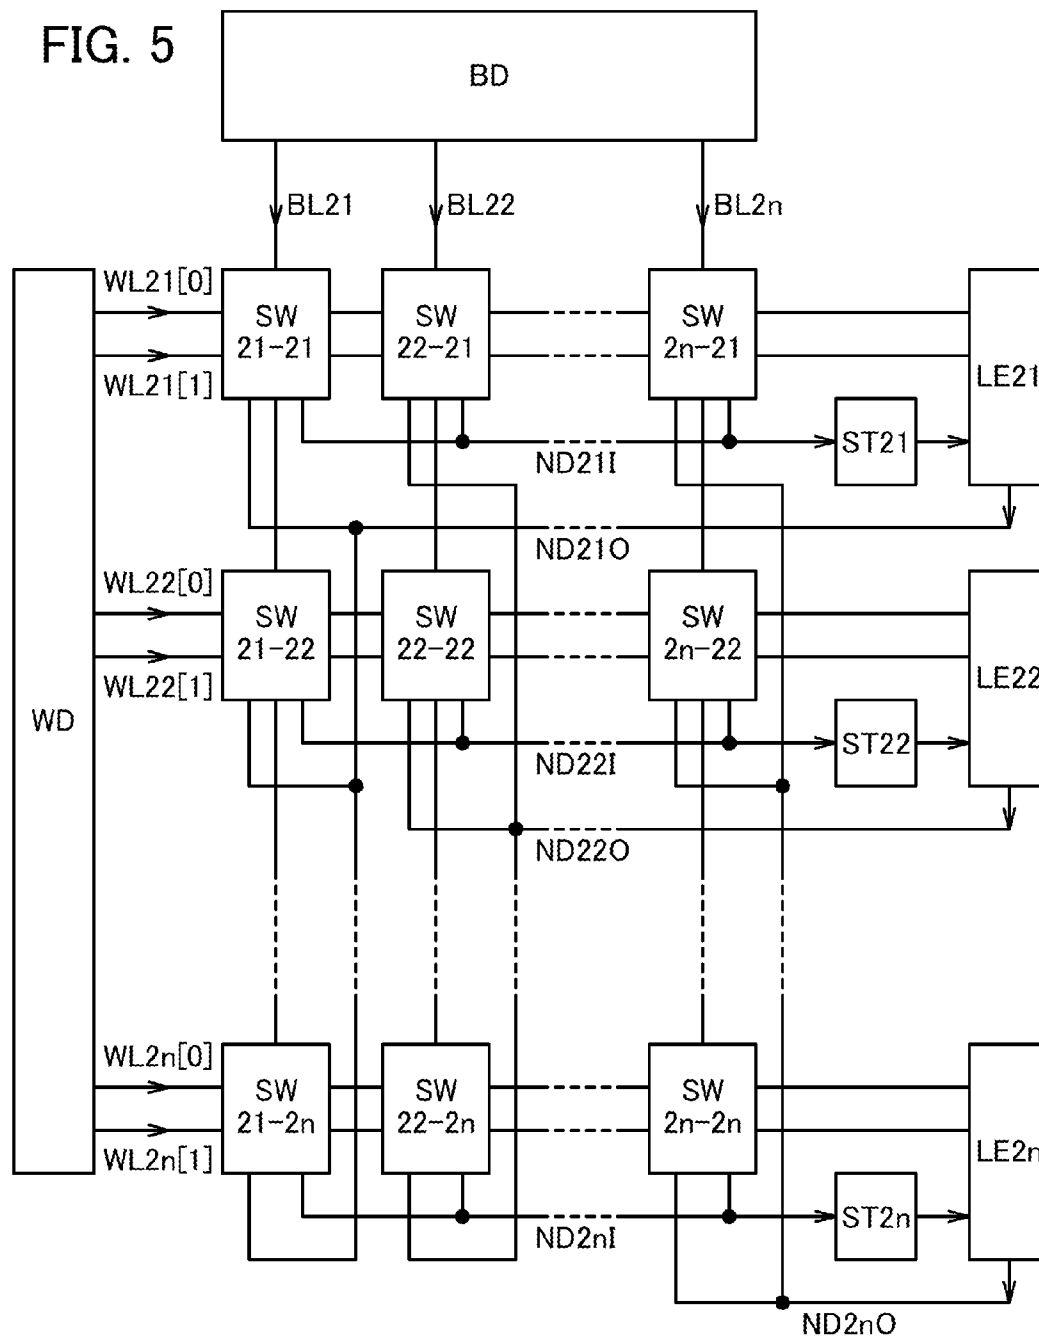 FIG. 5
BD
BL21
BL22
BL2n
WL21[0]
SW
21-21
SW
22-21
SW
2n-21
LE21
WL21[1]
ST21
ND21I
ND21O
WL22[0]
SW
21-22
SW
22-22
SW
2n-22
LE22
WL22[1]
WD
ST22
ND22I
ND22O
WL2n[0]
SW
21-2n
SW
22-2n
SW
2n-2n
LE2n
WL2n[1]
ST2n
ND2nI
ND2nO